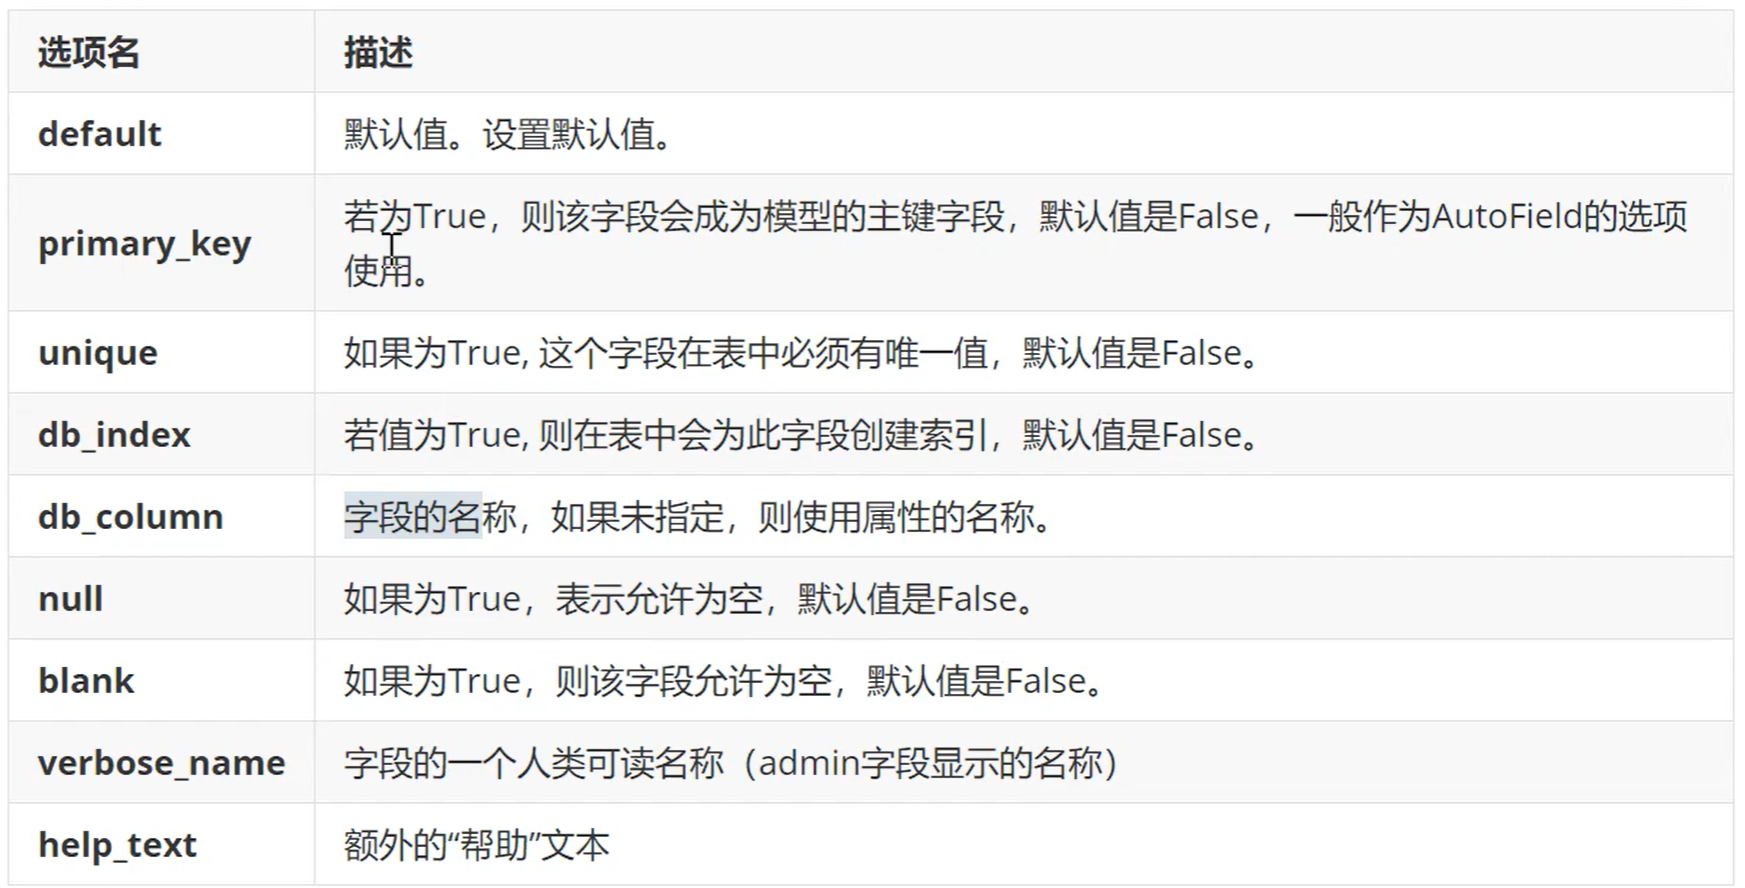 选项名 描述
default 默认值。设置默认值。
primary_key 若为True，则该字段会成为模型的主键字段，默认值是False，一般作为AutoField的选项
使用。
unique 如果为True, 这个字段在表中必须有唯一值，默认值是False。
db_index 若值为True, 则在表中会为此字段创建索引，默认值是False。
db_column 字段的名称，如果未指定，则使用属性的名称。
null 如果为True，表示允许为空，默认值是False。
blank 如果为True，则该字段允许为空，默认值是False。
verbose_name 字段的一个人类可读名称（admin字段显示的名称）
help_text 额外的“帮助”文本